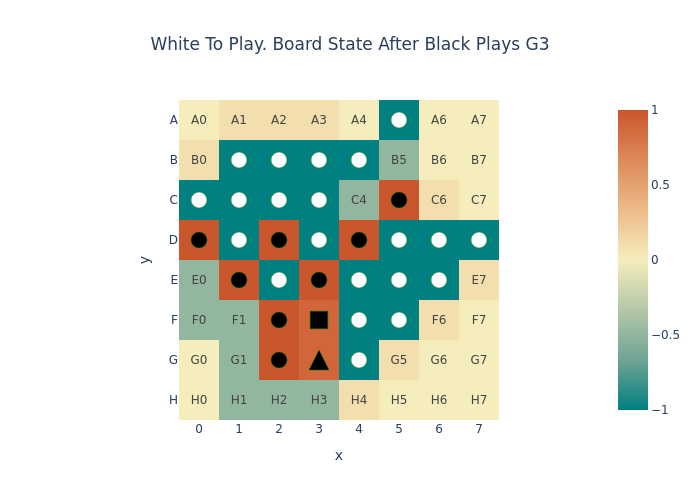 White To Play. Board State After Black Plays G3
A A0 A1 A2 A3 A4 A6 A7
B B0 B5 B6 B7
C C4 C6 C7
D
E E0 E7
F F0 F1 F6 F7
G G0 G1 G5 G6 G7
H H0 H1 H2 H3 H4 H5 H6 H7
0 1 2 3 4 5 6 7
x
y
1
0.5
0
−0.5
−1